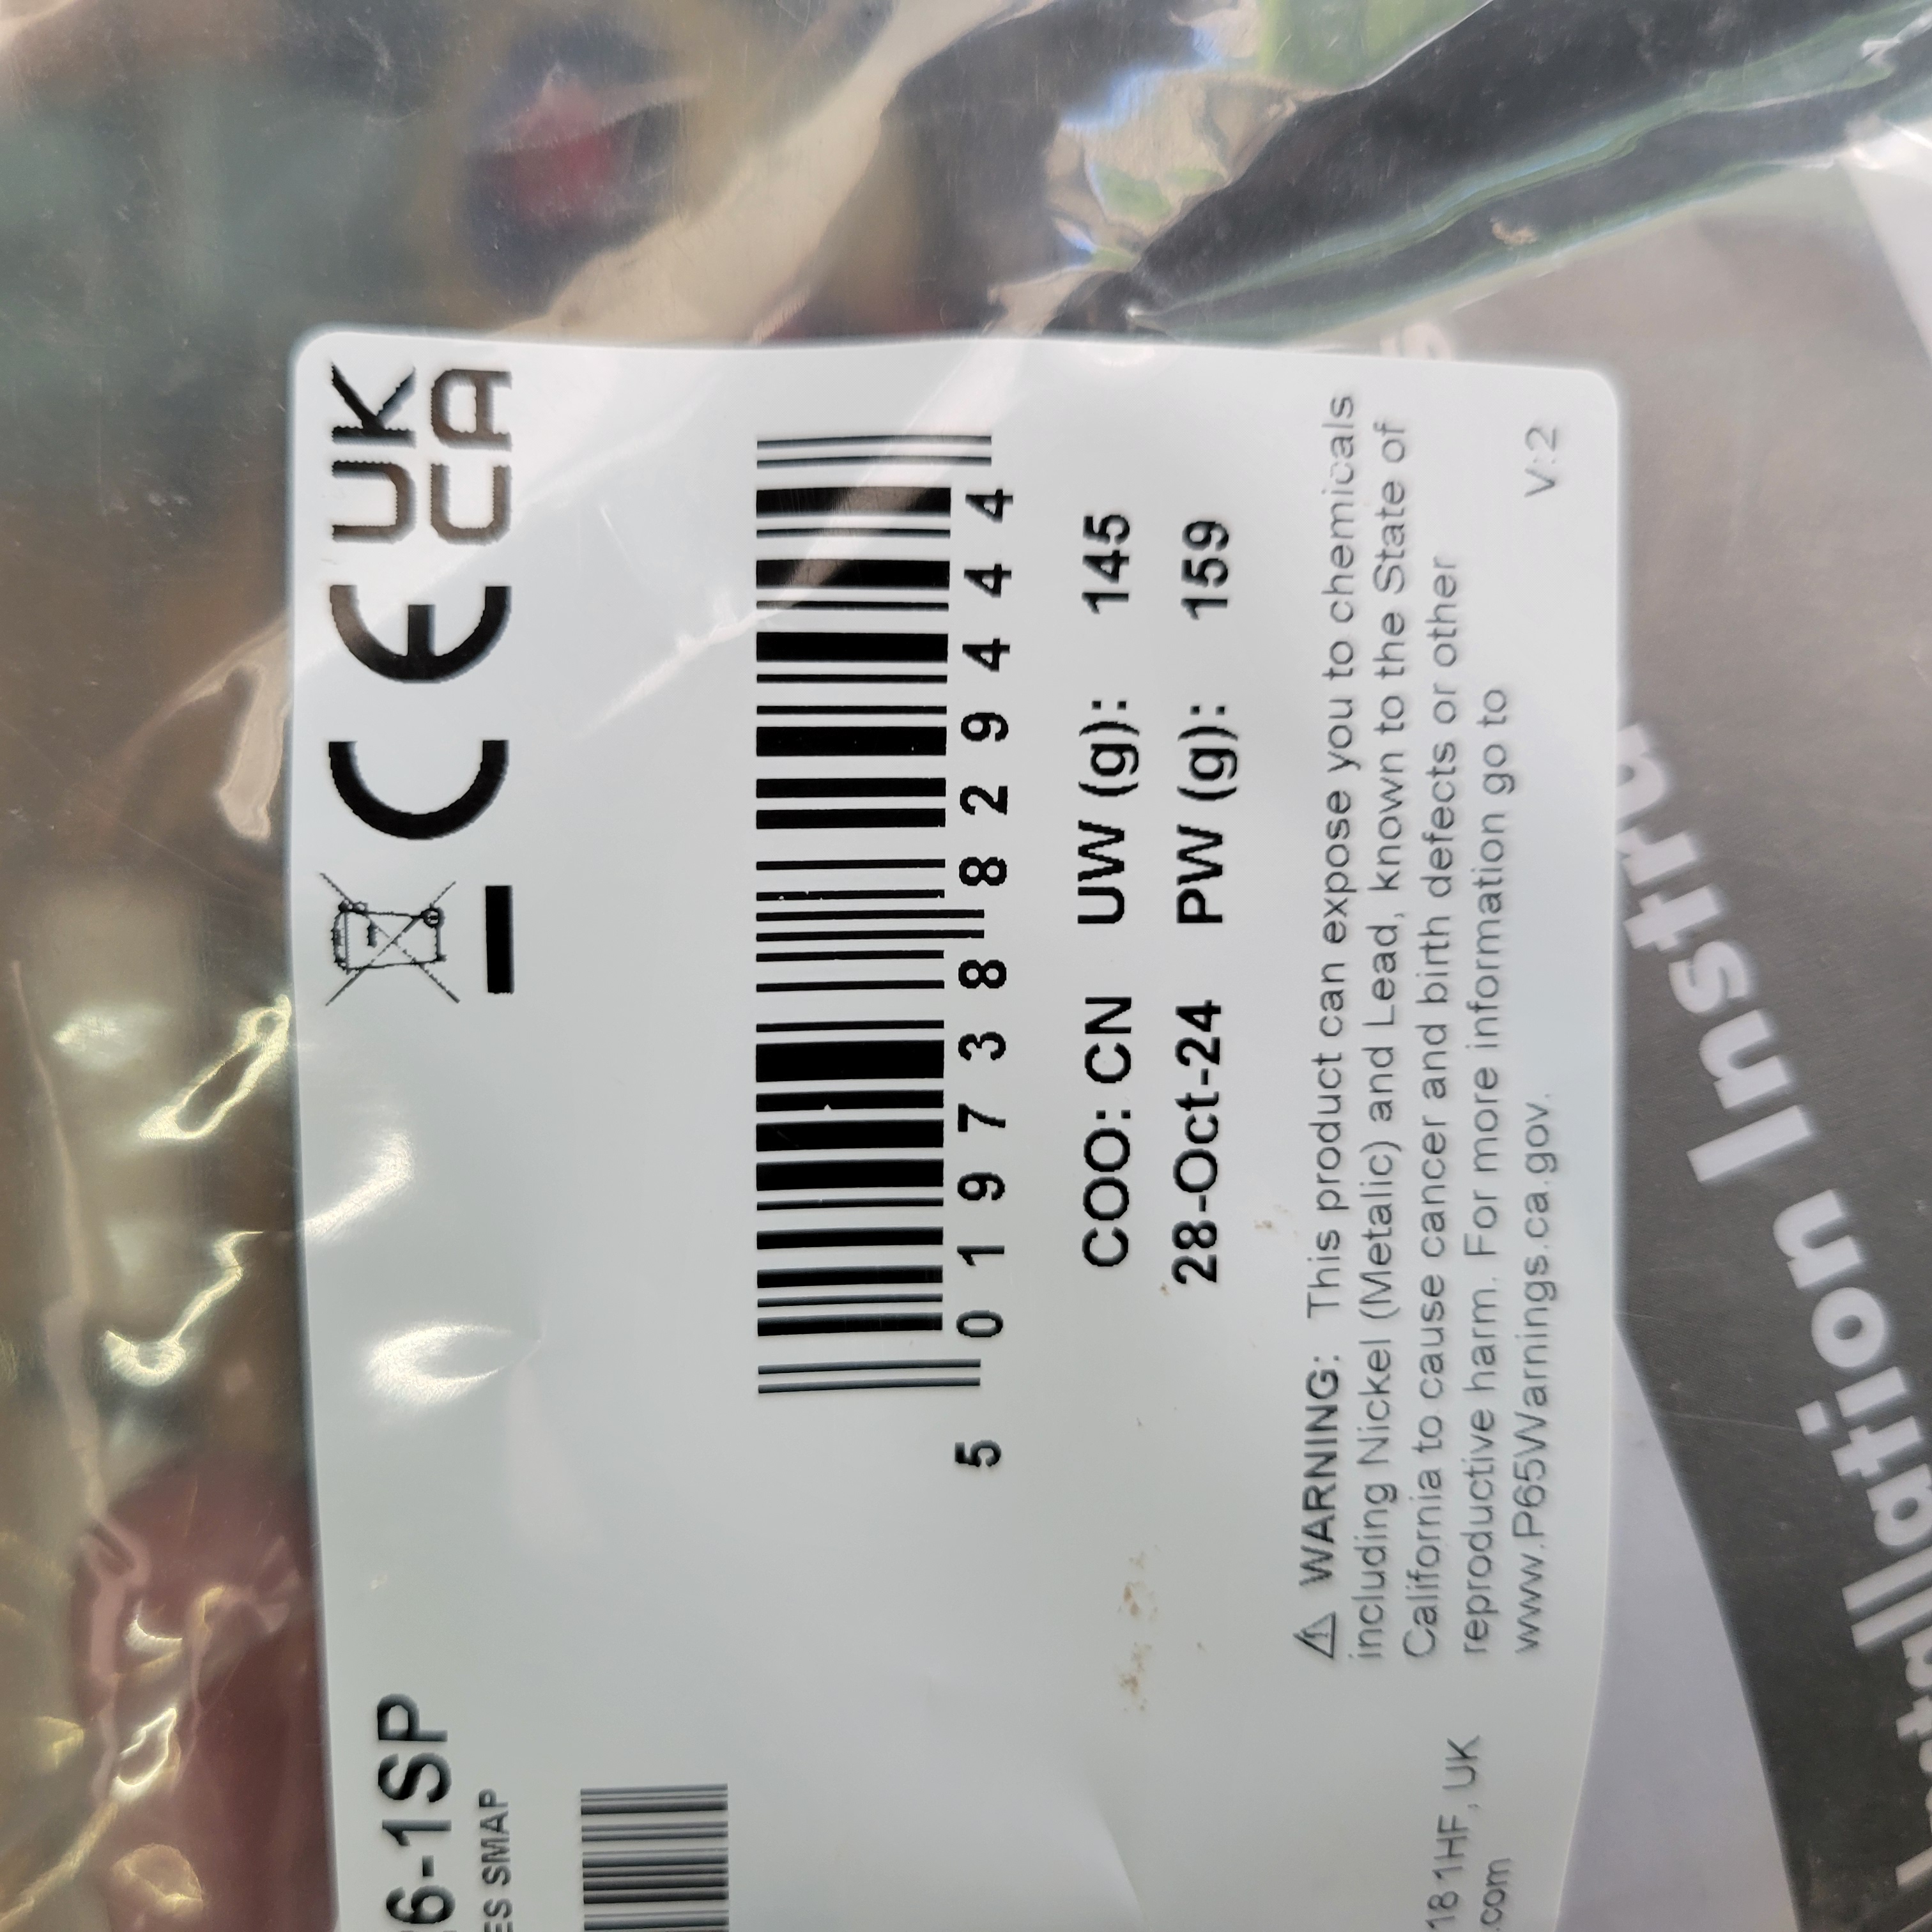 6-1SP
ES SMAP
CE UK
CA
5 019738 829444
COO: CN UW (g): 145
28-Oct-24 PW (g): 159
⚠ WARNING: This product can expose you to chemicals
including Nickel (Metalic) and Lead, known to the State of
California to cause cancer and birth defects or other
reproductive harm. For more information go to
www.P65Warnings.ca.gov.
V:2
181HF, UK
.com
Installation Instru